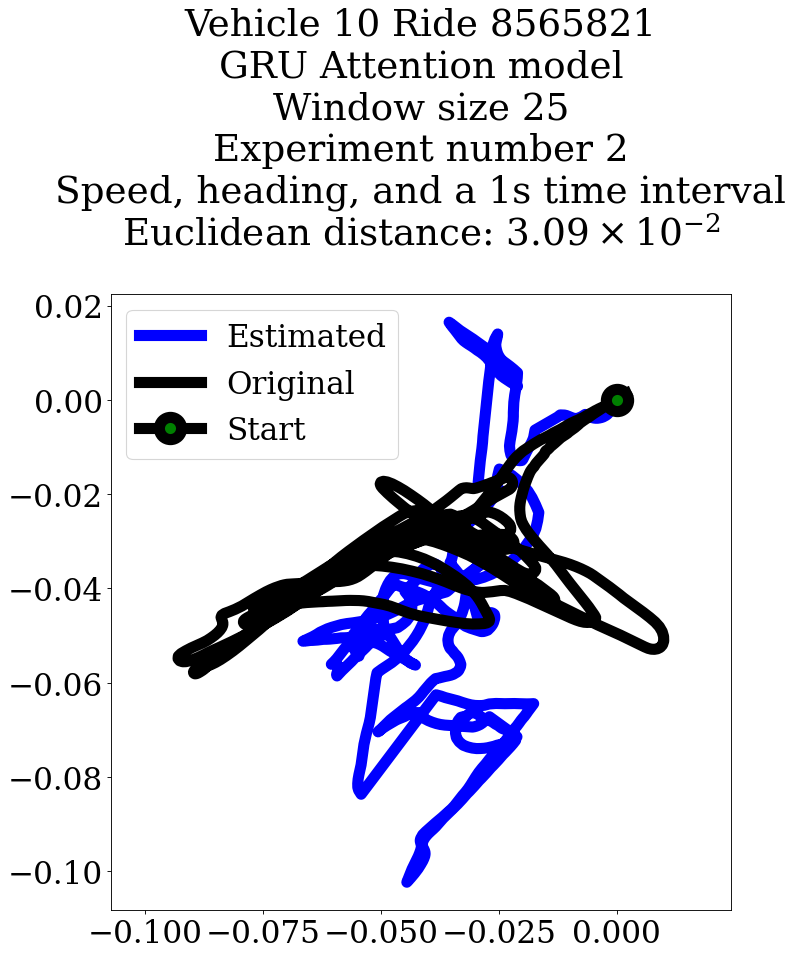 Vehicle 10 Ride 8565821
GRU Attention model
Window size 25
Experiment number 2
Speed, heading, and a 1s time interval
Euclidean distance: 3.09 × 10⁻²
0.02
0.00
−0.02
−0.04
−0.06
−0.08
−0.10
Estimated
Original
Start
−0.100 −0.075 −0.050 −0.025 0.000